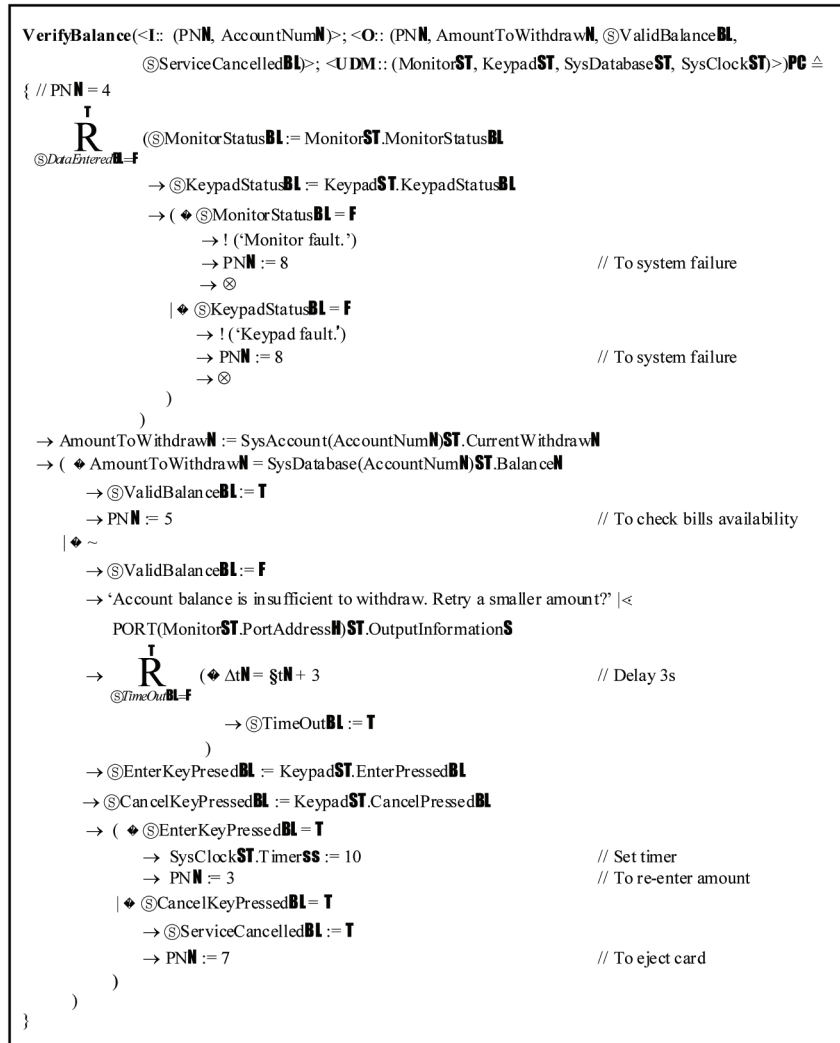 VerifyBalance(<I:: (PNN, AccountNumN)>; <O:: (PNN, AmountToWithdrawN, ⓈValidBalanceBL,
ⓈServiceCancelledBL)>; <UDM:: (MonitorST, KeypadST, SysDatabaseST, SysClockST)>)PC ≙
{ // PNN = 4
T
R (ⓈMonitorStatusBL := MonitorST.MonitorStatusBL
ⓈDataEnteredBL=F
→ ⓈKeypadStatusBL := KeypadST.KeypadStatusBL
→ ( �⬥ ⓈMonitorStatusBL = F
→ ! (‘Monitor fault.’)
→ PNN := 8 // To system failure
→ ⊗
| �⬥ ⓈKeypadStatusBL = F
→ ! (‘Keypad fault.’)
→ PNN := 8 // To system failure
→ ⊗
)
)
→ AmountToWithdrawN := SysAccount(AccountNumN)ST.CurrentWithdrawN
→ ( �⬥ AmountToWithdrawN = SysDatabase(AccountNumN)ST.BalanceN
→ ⓈValidBalanceBL := T
→ PNN := 5 // To check bills availability
| �⬥ ~
→ ⓈValidBalanceBL := F
→ ‘Account balance is insufficient to withdraw. Retry a smaller amount?’ |⋖
PORT(MonitorST.PortAddressH)ST.OutputInformationS
T
→ R (�⬥ ΔtN = §tN + 3 // Delay 3s
ⓈTimeOutBL=F
→ ⓈTimeOutBL := T
)
→ ⓈEnterKeyPresedBL := KeypadST.EnterPressedBL
→ ⓈCancelKeyPressedBL := KeypadST.CancelPressedBL
→ ( �⬥ ⓈEnterKeyPressedBL = T
→ SysClockST.Timerss := 10 // Set timer
→ PNN := 3 // To re-enter amount
| �⬥ ⓈCancelKeyPressedBL = T
→ ⓈServiceCancelledBL := T
→ PNN := 7 // To eject card
)
)
}